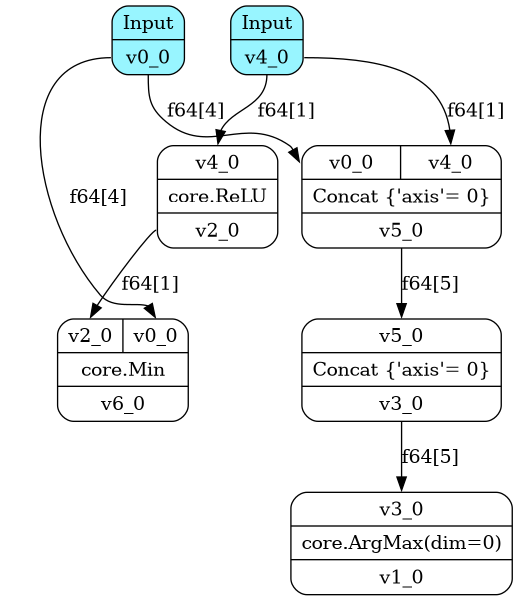 Input
v0_0
Input
v4_0
f64[4]
f64[1]
f64[1]
f64[4]
v4_0
core.ReLU
v2_0
v0_0 v4_0
Concat {'axis'= 0}
v5_0
f64[1]
f64[5]
v2_0 v0_0
core.Min
v6_0
v5_0
Concat {'axis'= 0}
v3_0
f64[5]
v3_0
core.ArgMax(dim=0)
v1_0